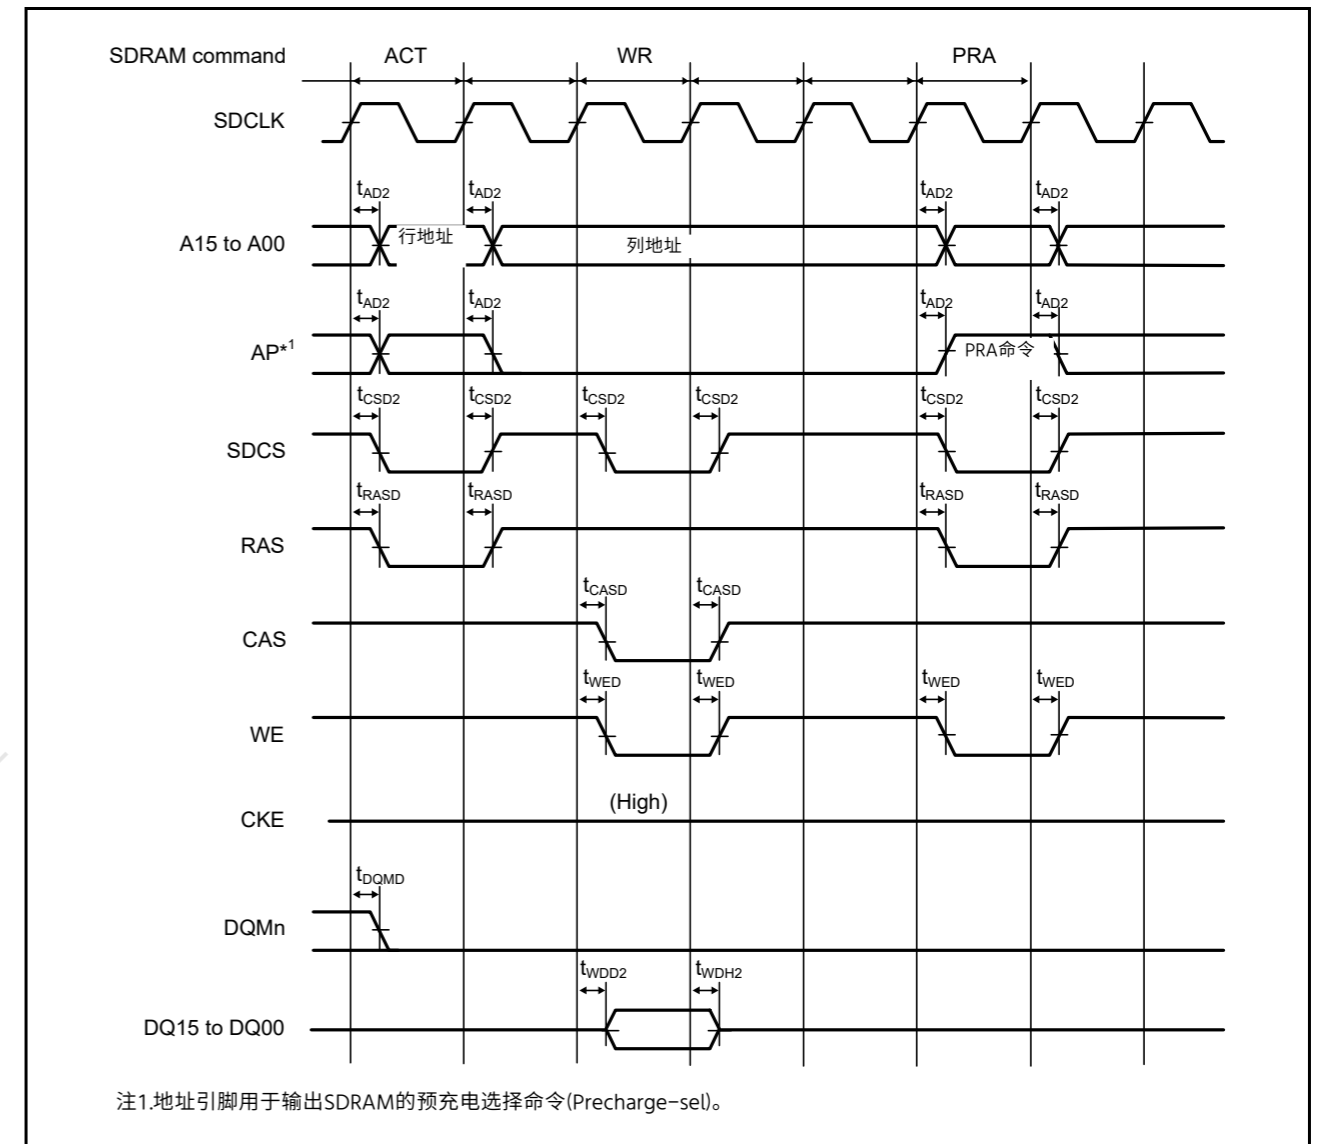 SDRAM command ACT WR PRA
SDCLK
tAD2 tAD2 tAD2 tAD2
A15 to A00 行地址 列地址
tAD2 tAD2 tAD2 tAD2
AP*1 PRA命令
tCSD2 tCSD2 tCSD2 tCSD2 tCSD2 tCSD2
SDCS
tRASD tRASD tRASD tRASD
RAS
tCASD tCASD
CAS
tWED tWED tWED tWED
WE
(High)
CKE
tDQMD
DQMn
tWDD2 tWDH2
DQ15 to DQ00
注1.地址引脚用于输出SDRAM的预充电选择命令(Precharge-sel)。